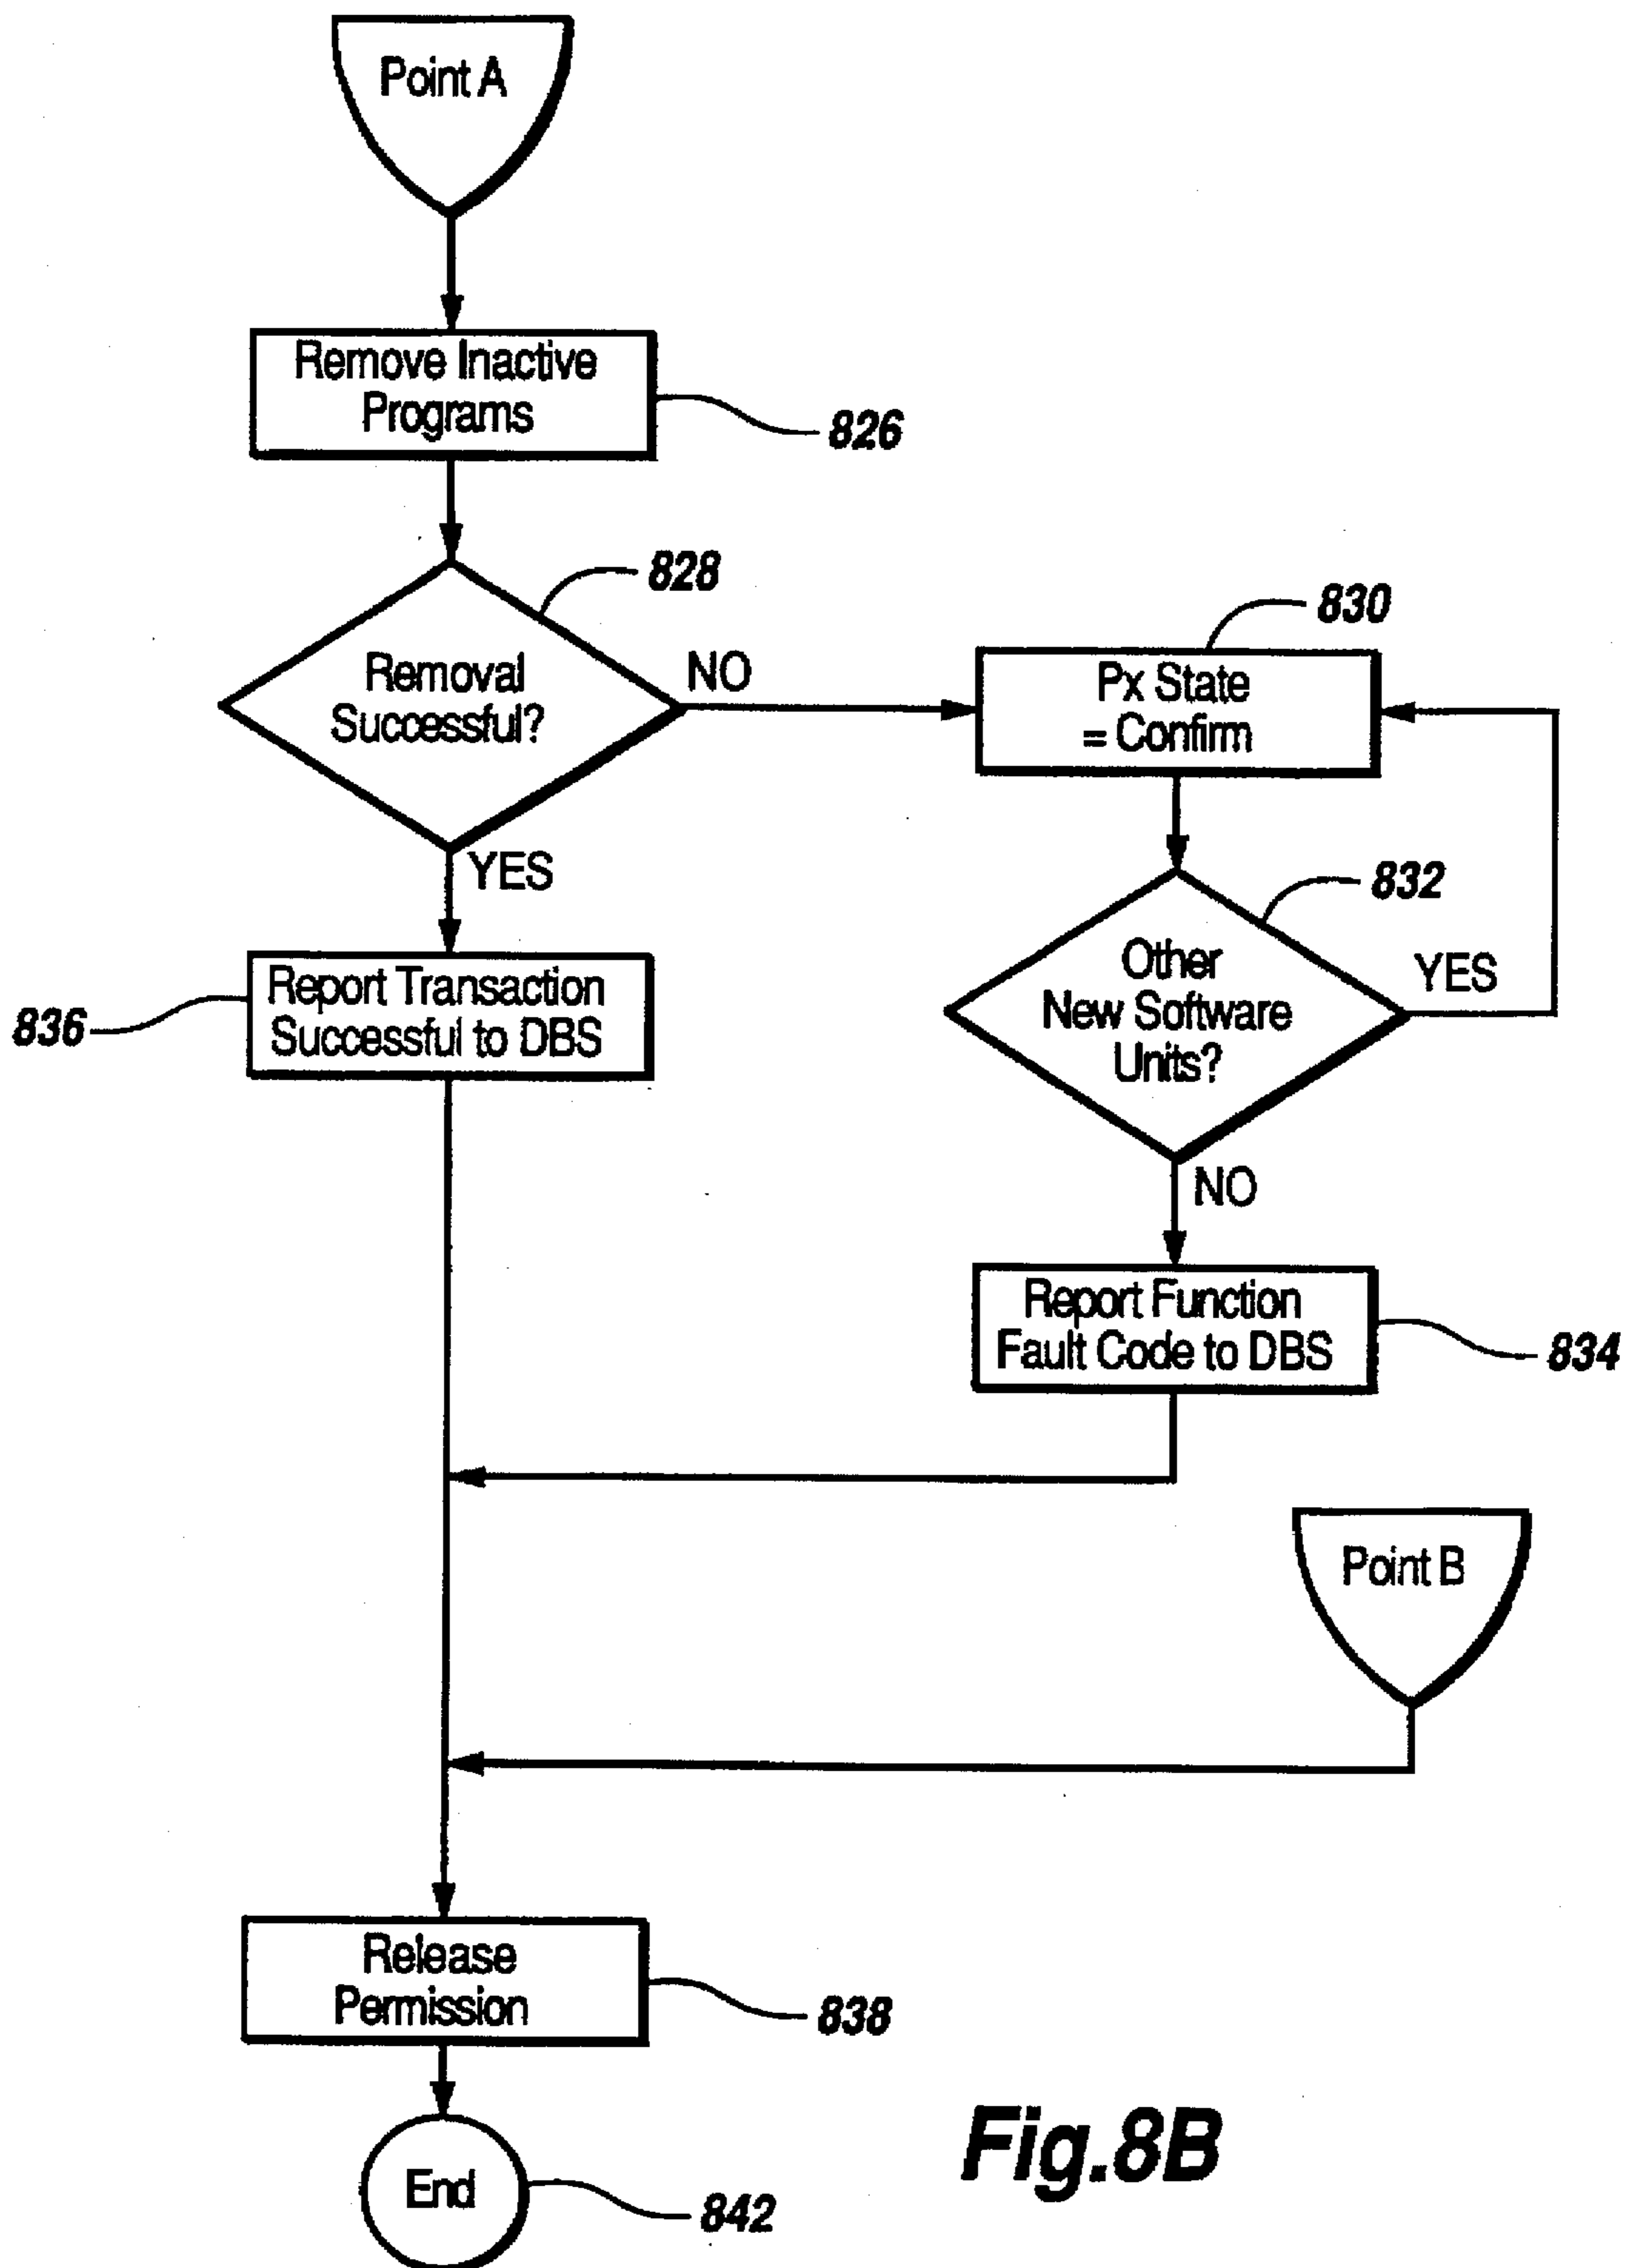 Point A
Remove Inactive
Programs
826
828
Removal
Successful?
NO
YES
830
Px State
= Confirm
832
Other
New Software
Units?
YES
NO
836
Report Transaction
Successful to DBS
Report Function
Fault Code to DBS
834
Point B
Release
Permission
838
End
842
Fig.8B